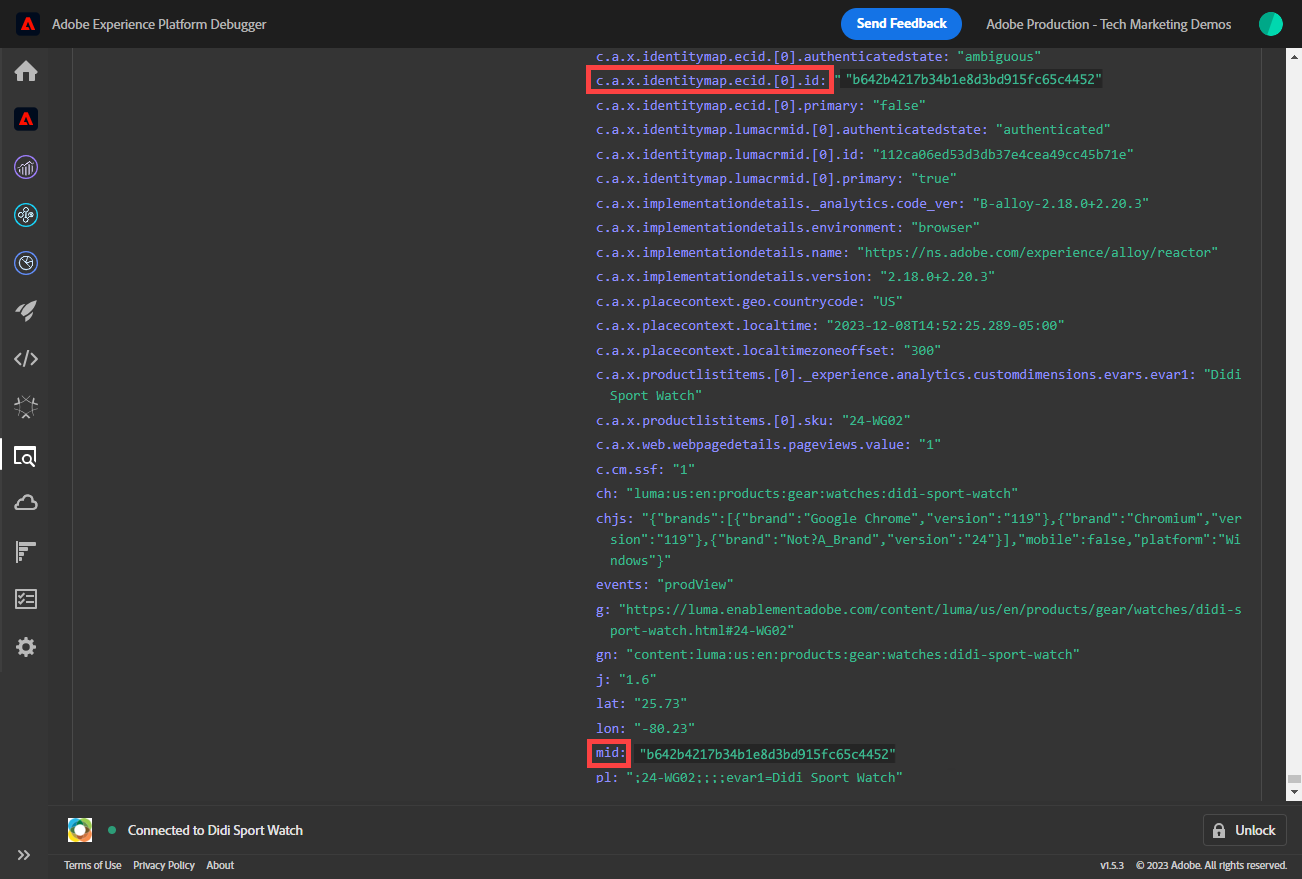 Adobe Experience Platform Debugger
Send Feedback
Adobe Production - Tech Marketing Demos
c.a.x.identitymap.ecid.[0].authenticatedstate: "ambiguous"
c.a.x.identitymap.ecid.[0].id: " "b642b4217b34b1e8d3bd915fc65c4452"
c.a.x.identitymap.ecid.[0].primary: "false"
c.a.x.identitymap.lumacrmid.[0].authenticatedstate: "authenticated"
c.a.x.identitymap.lumacrmid.[0].id: "112ca06ed53d3db37e4cea49cc45b71e"
c.a.x.identitymap.lumacrmid.[0].primary: "true"
c.a.x.implementationdetails._analytics.code_ver: "B-alloy-2.18.0+2.20.3"
c.a.x.implementationdetails.environment: "browser"
c.a.x.implementationdetails.name: "https://ns.adobe.com/experience/alloy/reactor"
c.a.x.implementationdetails.version: "2.18.0+2.20.3"
c.a.x.placecontext.geo.countrycode: "US"
c.a.x.placecontext.localtime: "2023-12-08T14:52:25.289-05:00"
c.a.x.placecontext.localtimezoneoffset: "300"
c.a.x.productlistitems.[0]._experience.analytics.customdimensions.evars.evar1: "Didi
Sport Watch"
c.a.x.productlistitems.[0].sku: "24-WG02"
c.a.x.web.webpagedetails.pageviews.value: "1"
c.cm.ssf: "1"
ch: "luma:us:en:products:gear:watches:didi-sport-watch"
chjs: "{"brands":[{"brand":"Google Chrome","version":"119"},{"brand":"Chromium","ver
sion":"119"},{"brand":"Not?A_Brand","version":"24"}],"mobile":false,"platform":"Wi
ndows"}"
events: "prodView"
g: "https://luma.enablementadobe.com/content/luma/us/en/products/gear/watches/didi-s
port-watch.html#24-WG02"
gn: "content:luma:us:en:products:gear:watches:didi-sport-watch"
j: "1.6"
lat: "25.73"
lon: "-80.23"
mid: "b642b4217b34b1e8d3bd915fc65c4452"
pl: ";24-WG02;;;;evar1=Didi Sport Watch"
Connected to Didi Sport Watch
Unlock
Terms of Use Privacy Policy About
v1.5.3 © 2023 Adobe. All rights reserved.